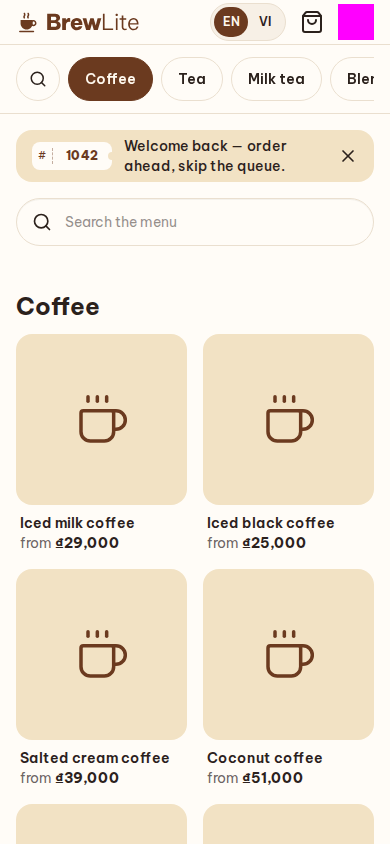 BrewLite
EN VI
Coffee Tea Milk tea
# 1042
Welcome back — order
ahead, skip the queue.
Search the menu
Coffee
Iced milk coffee
from ₫29,000
Iced black coffee
from ₫25,000
Salted cream coffee
from ₫39,000
Coconut coffee
from ₫51,000